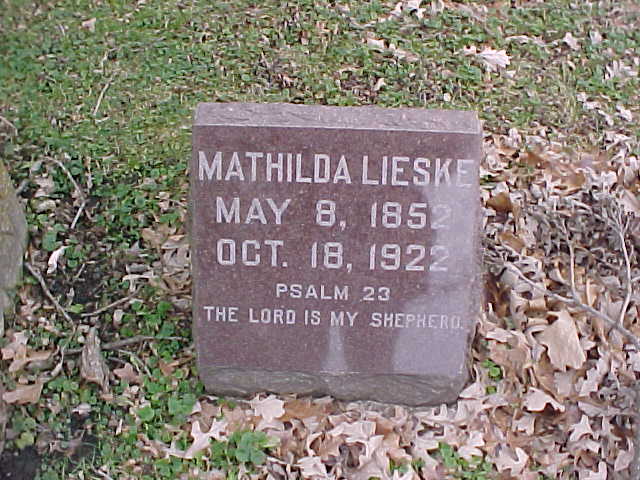 MATHILDA LIESKE
MAY 8, 1852
OCT. 18, 1922
PSALM 23
THE LORD IS MY SHEPHERD.